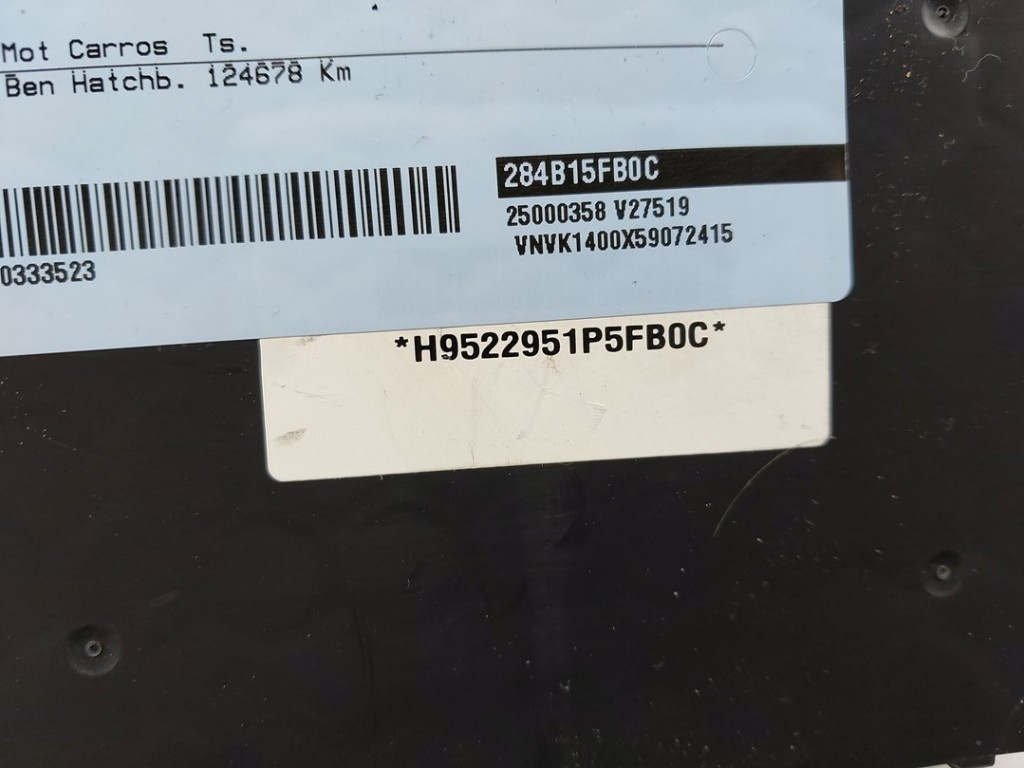 Mot Carros Ts.
Ben Hatchb. 124678 Km
284B15FB0C
25000358 V27519
VNVK1400X59072415
0333523
*H9522951P5FB0C*